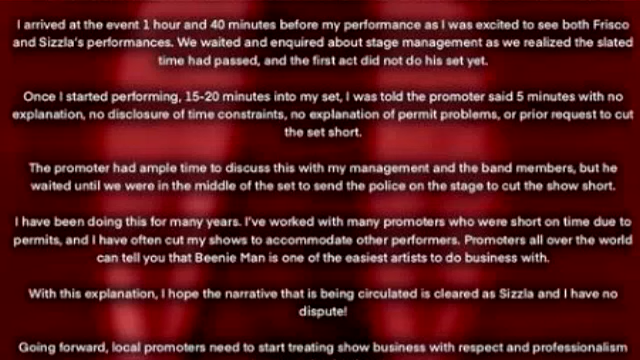 I arrived at the event 1 hour and 40 minutes before my performance as I was excited to see both Frisco
and Sizzla's performances. We waited and enquired about stage management as we realized the slated
time had passed, and the first act did not do his set yet.
Once I started performing, 15-20 minutes into my set, I was told the promoter said 5 minutes with no
explanation, no disclosure of time constraints, no explanation of permit problems, or prior request to cut
the set short.
The promoter had ample time to discuss this with my management and the band members, but he
waited until we were in the middle of the set to send the police on the stage to cut the show short.
I have been doing this for many years. I've worked with many promoters who were short on time due to
permits, and I have often cut my shows to accommodate other performers. Promoters all over the world
can tell you that Beenie Man is one of the easiest artists to do business with.
With this explanation, I hope the narrative that is being circulated is cleared as Sizzla and I have no
dispute!
Going forward, local promoters need to start treating show business with respect and professionalism